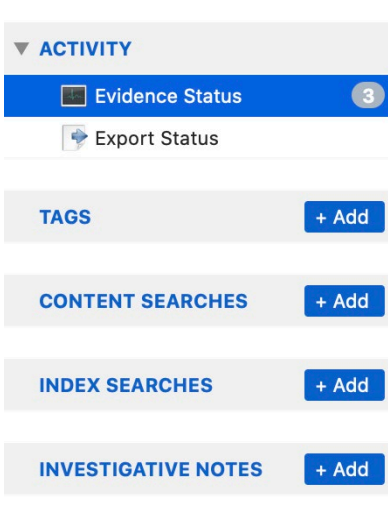 ACTIVITY
Evidence Status 3
Export Status
TAGS + Add
CONTENT SEARCHES + Add
INDEX SEARCHES + Add
INVESTIGATIVE NOTES + Add